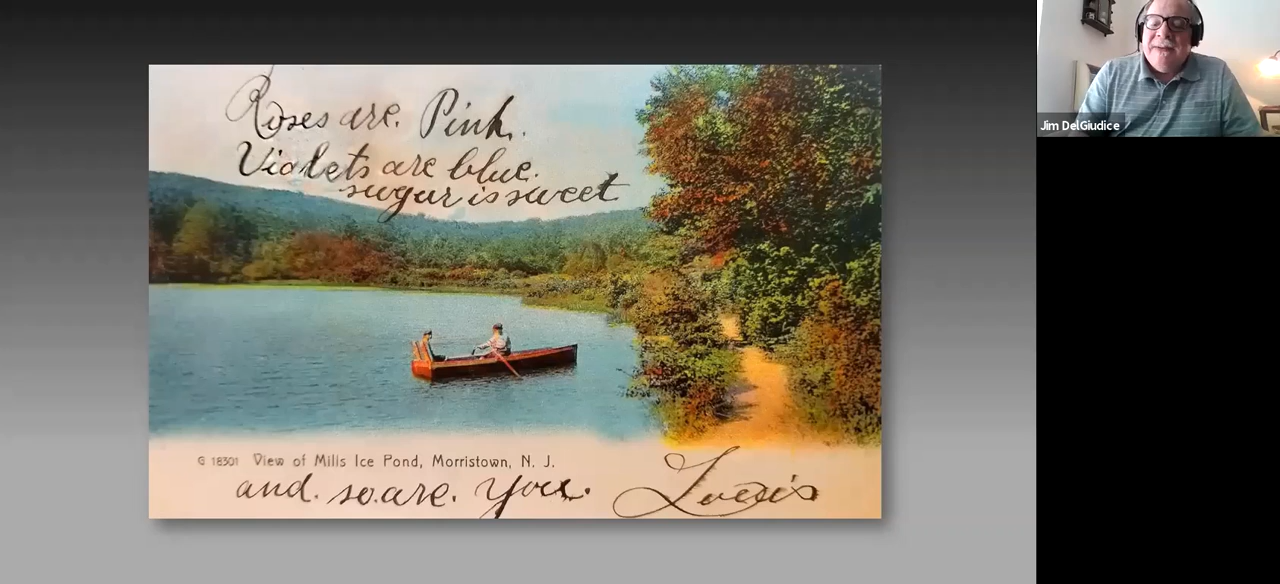 Roses are. Pink.
Violets are blue.
sugar is sweet
G 18301 View of Mills Ice Pond, Morristown, N. J.
and. so are. you.
Jim DelGiudice